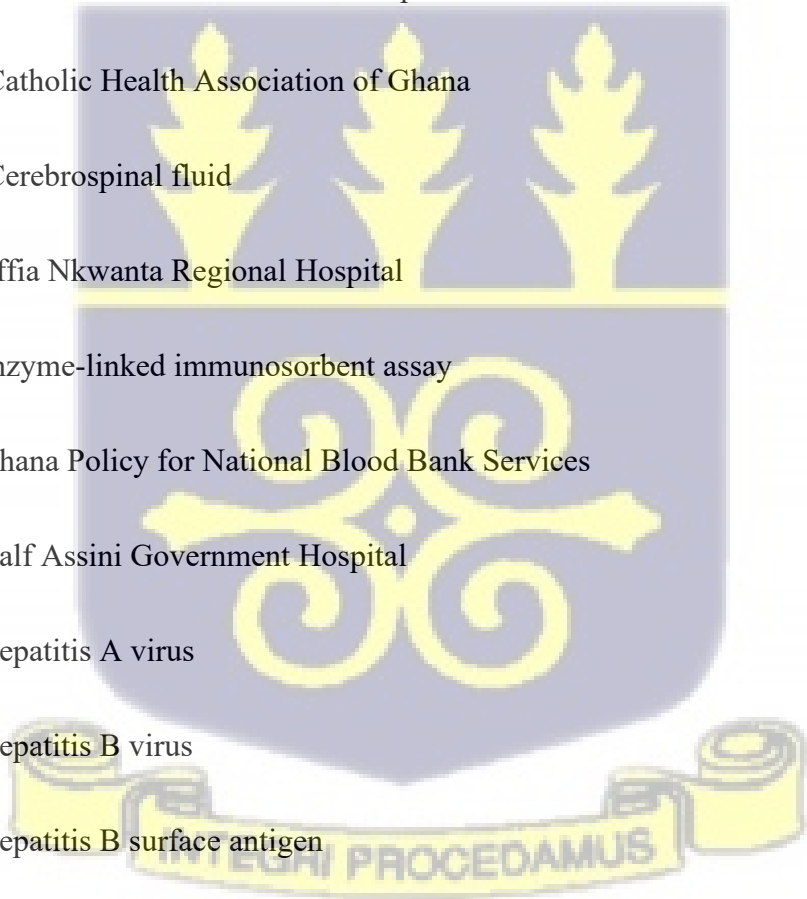 Catholic Health Association of Ghana
Cerebrospinal fluid
ffia Nkwanta Regional Hospital
nzyme-linked immunosorbent assay
hana Policy for National Blood Bank Services
alf Assini Government Hospital
epatitis A virus
epatitis B virus
epatitis B surface antigen
INTEGRI PROCEDAMUS